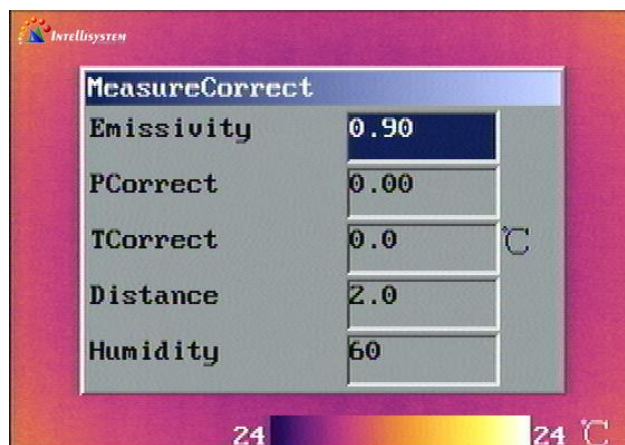 INTELLISYSTEM
MeasureCorrect
Emissivity 0.90
PCorrect 0.00
TCorrect 0.0 ℃
Distance 2.0
Humidity 60
24 24 ℃